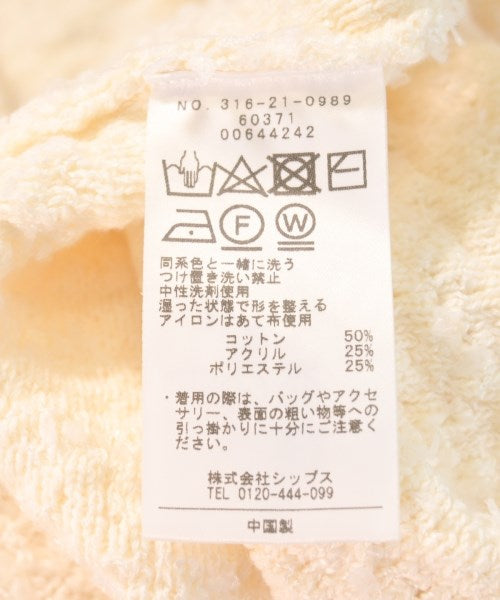 NO. 316-21-0989
60371
00644242
F W
同系色と一緒に洗う
つけ置き洗い禁止
中性洗剤使用
湿った状態で形を整える
アイロンはあて布使用
コットン 50%
アクリル 25%
ポリエステル 25%
・着用の際は、バッグやアクセ
サリー、表面の粗い物等への
引っ掛かりに十分にご注意く
ださい。
株式会社シップス
TEL 0120-444-099
中国製